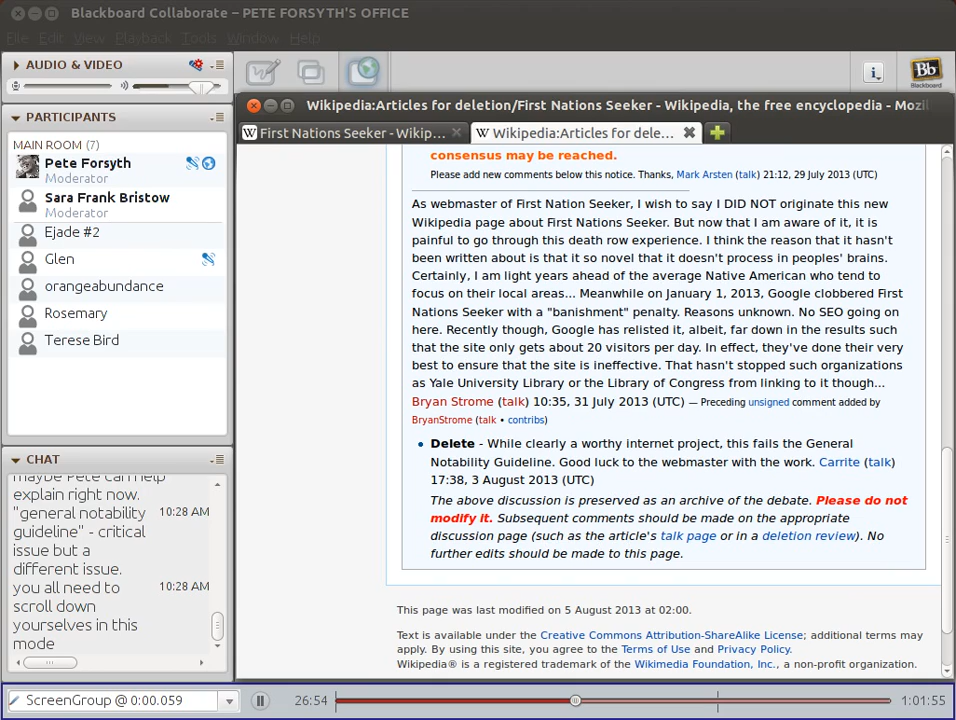 Blackboard Collaborate – PETE FORSYTH'S OFFICE
File Edit View Playback Tools Window Help
AUDIO & VIDEO
PARTICIPANTS
MAIN ROOM (7)
Pete Forsyth
Moderator
Sara Frank Bristow
Moderator
Ejade #2
Glen
orangeabundance
Rosemary
Terese Bird
CHAT
maybe Pete can help
explain right now.
"general notability 10:28 AM
guideline" - critical
issue but a
different issue.
you all need to 10:28 AM
scroll down
yourselves in this
mode
Bb
Blackboard
Wikipedia:Articles for deletion/First Nations Seeker - Wikipedia, the free encyclopedia - Mozil
First Nations Seeker - Wikip...
Wikipedia:Articles for dele...
consensus may be reached.
Please add new comments below this notice. Thanks, Mark Arsten (talk) 21:12, 29 July 2013 (UTC)
As webmaster of First Nation Seeker, I wish to say I DID NOT originate this new
Wikipedia page about First Nations Seeker. But now that I am aware of it, it is
painful to go through this death row experience. I think the reason that it hasn't
been written about is that it so novel that it doesn't process in peoples' brains.
Certainly, I am light years ahead of the average Native American who tend to
focus on their local areas... Meanwhile on January 1, 2013, Google clobbered First
Nations Seeker with a "banishment" penalty. Reasons unknown. No SEO going on
here. Recently though, Google has relisted it, albeit, far down in the results such
that the site only gets about 20 visitors per day. In effect, they've done their very
best to ensure that the site is ineffective. That hasn't stopped such organizations
as Yale University Library or the Library of Congress from linking to it though...
Bryan Strome (talk) 10:35, 31 July 2013 (UTC) — Preceding unsigned comment added by
BryanStrome (talk • contribs)
• Delete - While clearly a worthy internet project, this fails the General
Notability Guideline. Good luck to the webmaster with the work. Carrite (talk)
17:38, 3 August 2013 (UTC)
The above discussion is preserved as an archive of the debate. Please do not
modify it. Subsequent comments should be made on the appropriate
discussion page (such as the article's talk page or in a deletion review). No
further edits should be made to this page.
This page was last modified on 5 August 2013 at 02:00.
Text is available under the Creative Commons Attribution-ShareAlike License; additional terms may
apply. By using this site, you agree to the Terms of Use and Privacy Policy.
Wikipedia® is a registered trademark of the Wikimedia Foundation, Inc., a non-profit organization.
ScreenGroup @ 0:00.059
26:54
1:01:55